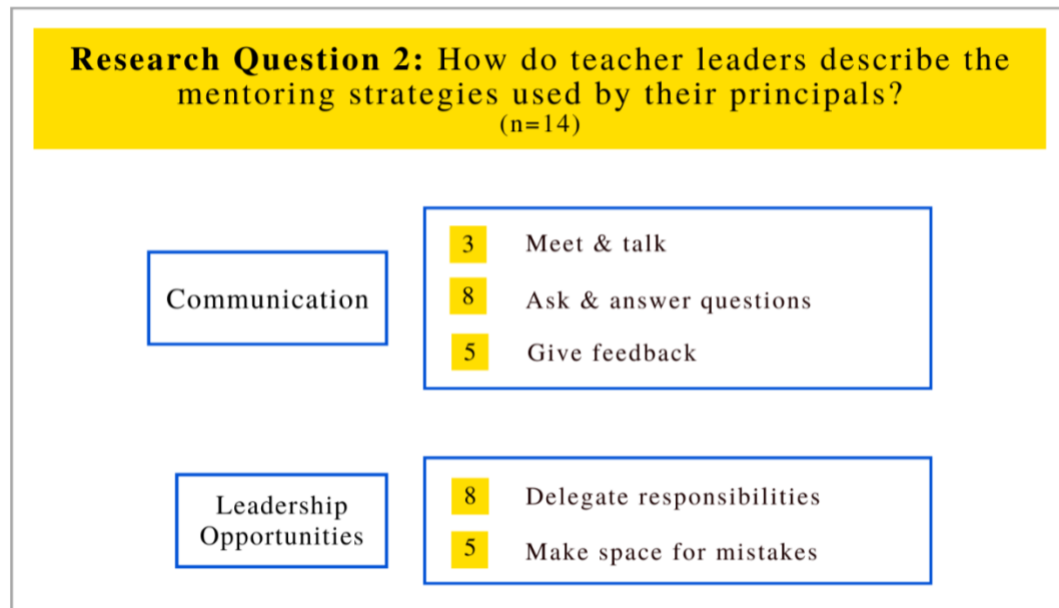 Research Question 2: How do teacher leaders describe the
mentoring strategies used by their principals?
(n=14)
Communication
3 Meet & talk
8 Ask & answer questions
5 Give feedback
Leadership
Opportunities
8 Delegate responsibilities
5 Make space for mistakes